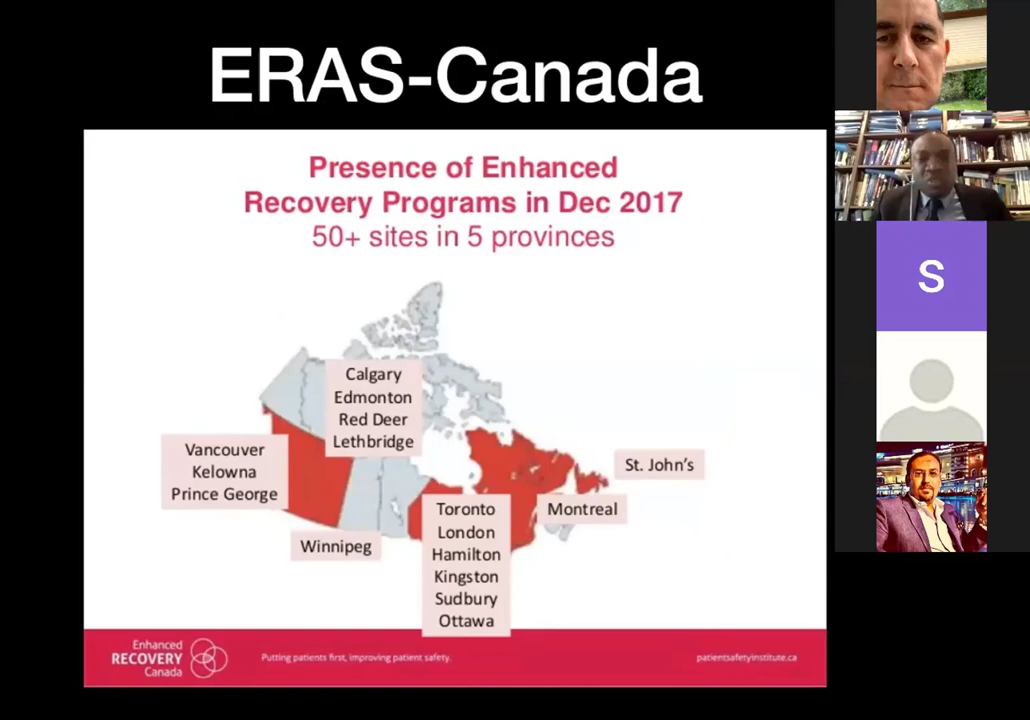 ERAS-Canada
Presence of Enhanced
Recovery Programs in Dec 2017
50+ sites in 5 provinces
Calgary
Edmonton
Red Deer
Lethbridge
Vancouver
Kelowna
Prince George
St. John's
Toronto
London
Hamilton
Kingston
Sudbury
Ottawa
Montreal
Winnipeg
Enhanced
RECOVERY
Canada
Putting patients first, improving patient safety.
patientsafetyinstitute.ca
S